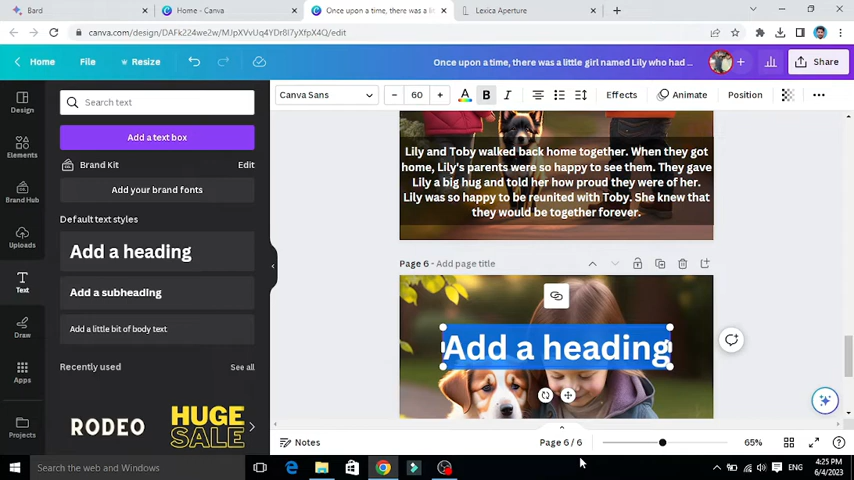 Bard
Home - Canva
Once upon a time, there was a li
Lexica Aperture
canva.com/design/DAFk224we2w/MJpXVvUq4YDr8I7yXfpX4Q/edit
Home
File
Resize
Once upon a time, there was a little girl named Lily who had ...
Share
Search text
Canva Sans
60
B
I
Effects
Animate
Position
Design
Add a text box
Elements
Brand Kit
Edit
Brand Hub
Add your brand fonts
Default text styles
Uploads
Add a heading
Text
Add a subheading
Draw
Add a little bit of body text
Apps
Recently used
See all
RODEO
HUGE
SALE
Projects
Lily and Toby walked back home together. When they got
home, Lily's parents were so happy to see them. They gave
Lily a big hug and told her how proud they were of her.
Lily was so happy to be reunited with Toby. She knew that
they would be together forever.
Page 6 - Add page title
Add a heading
Notes
Page 6 / 6
65%
Search the web and Windows
ENG
4:25 PM
6/4/2023